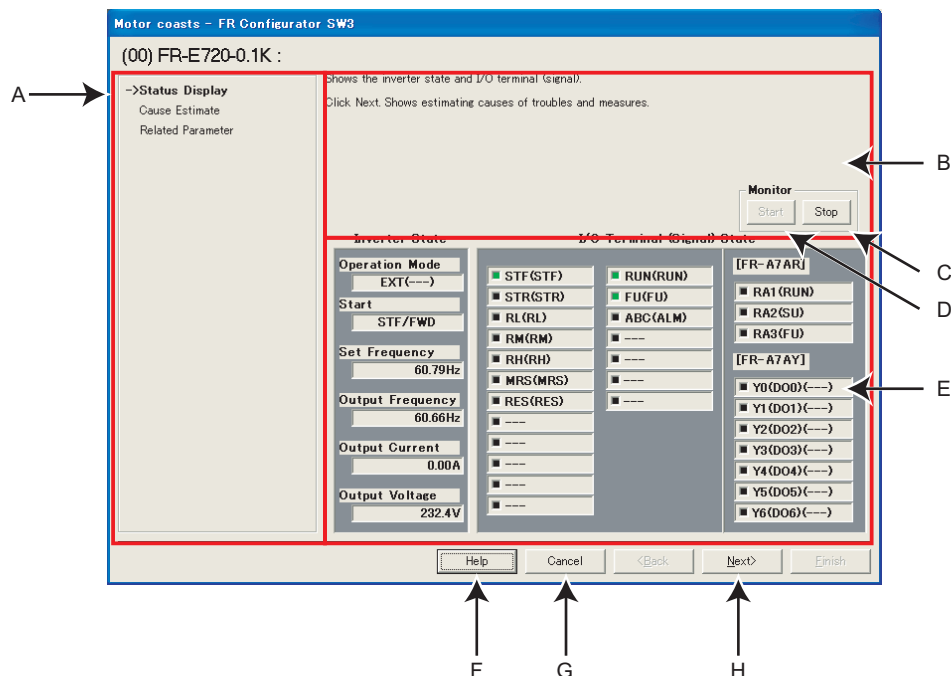 Motor coasts - FR Configurator SW3
(00) FR-E720-0.1K :
A
->Status Display
Cause Estimate
Related Parameter
Shows the inverter state and I/O terminal (signal).
Click Next. Shows estimating causes of troubles and measures.
B
Monitor
Start
Stop
C
D
Inverter State
I/O Terminal (Signal) State
Operation Mode
EXT(---)
Start
STF/FWD
Set Frequency
60.79Hz
Output Frequency
60.66Hz
Output Current
0.00A
Output Voltage
232.4V
STF(STF)
STR(STR)
RL(RL)
RM(RM)
RH(RH)
MRS(MRS)
RES(RES)
---
---
---
---
---
RUN(RUN)
FU(FU)
ABC(ALM)
---
---
---
---
[FR-A7AR]
RA1(RUN)
RA2(SU)
RA3(FU)
[FR-A7AY]
Y0(DO0)(---)
Y1(DO1)(---)
Y2(DO2)(---)
Y3(DO3)(---)
Y4(DO4)(---)
Y5(DO5)(---)
Y6(DO6)(---)
E
Help
Cancel
<Back
Next>
Finish
F
G
H